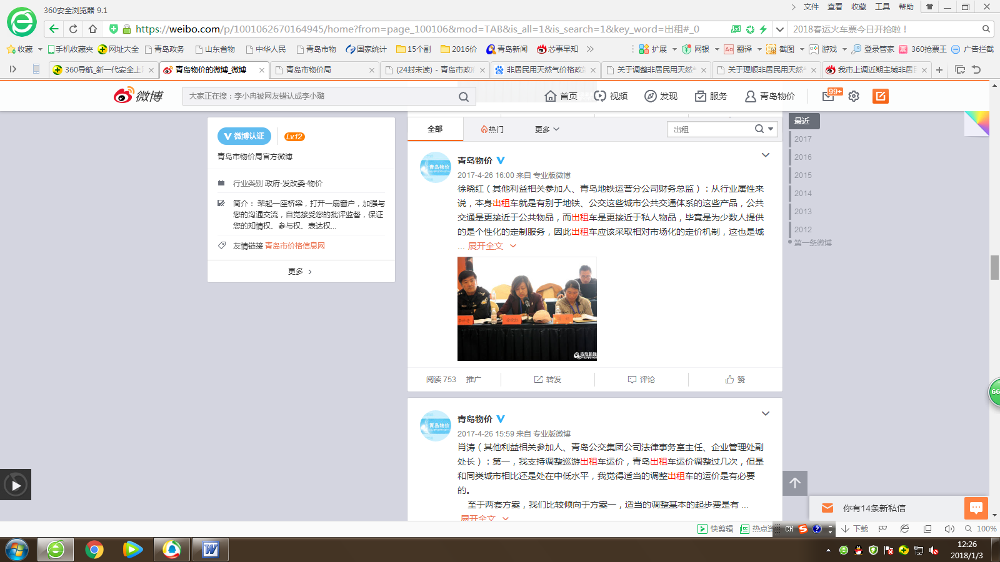 360安全浏览器 9.1
文件 查看 收藏 工具 帮助
https://weibo.com/p/1001062670164945/home?from=page_100106&mod=TAB&is_all=1&is_search=1&key_word=出租#_0
2018春运火车票今日开抢啦！
收藏 手机收藏夹 网址大全 青岛政务 山东省物 中华人民 青岛市物 国家统计 15个副 2016价 青岛新闻 芯事早知 扩展 网银 翻译 截图 游戏 登录管家 360抢票王 广告拦截
360导航_新一代安全上
青岛物价的微博_微博
青岛市物价局
(24封未读) - 青岛市政府
非居民用天然气价格政
关于调整非居民用天然
关于理顺非居民用天然
我市上调近期主城非居
微博
大家正在搜：李小冉被网友错认成李小璐
首页 视频 发现 服务 青岛物价 99+
微博认证 Lv.12
青岛市物价局官方微博
行业类别 政府-发改委-物价
简介： 架起一座桥梁，打开一扇窗户，加强与
您的沟通交流，自觉接受您的批评监督，保证
您的知情权、参与权、表达权...
友情链接 青岛市价格信息网
更多
全部 热门 更多 出租
青岛物价
2017-4-26 16:00 来自 专业版微博
徐晓红（其他利益相关参加人、青岛地铁运营分公司财务总监）：从行业属性来
说，本身出租车就是有别于地铁、公交这些城市公共交通体系的这些产品，公共
交通是更接近于公共物品，而出租车是更接近于私人物品，毕竟是为少数人提供
的是个性化的定制服务，因此出租车应该采取相对市场化的定价机制，这也是城
... 展开全文
青岛新闻
阅读 753 推广 转发 评论 赞
青岛物价
2017-4-26 15:59 来自 专业版微博
肖涛（其他利益相关参加人、青岛公交集团公司法律事务室主任、企业管理处副
处长）：第一，我支持调整巡游出租车运价，青岛出租车运价调整过几次，但是
和同类城市相比还是处在中低水平，我觉得适当的调整出租车的运价是有必要
的。
至于两套方案，我们比较倾向于方案一，适当的调整基本的起步费是有 ...
展开全文
最近
2017
2016
2015
2014
2013
2012
第一条微博
66
你有14条新私信
快剪辑 热点资 CH 下载 100%
12:26
2018/1/3